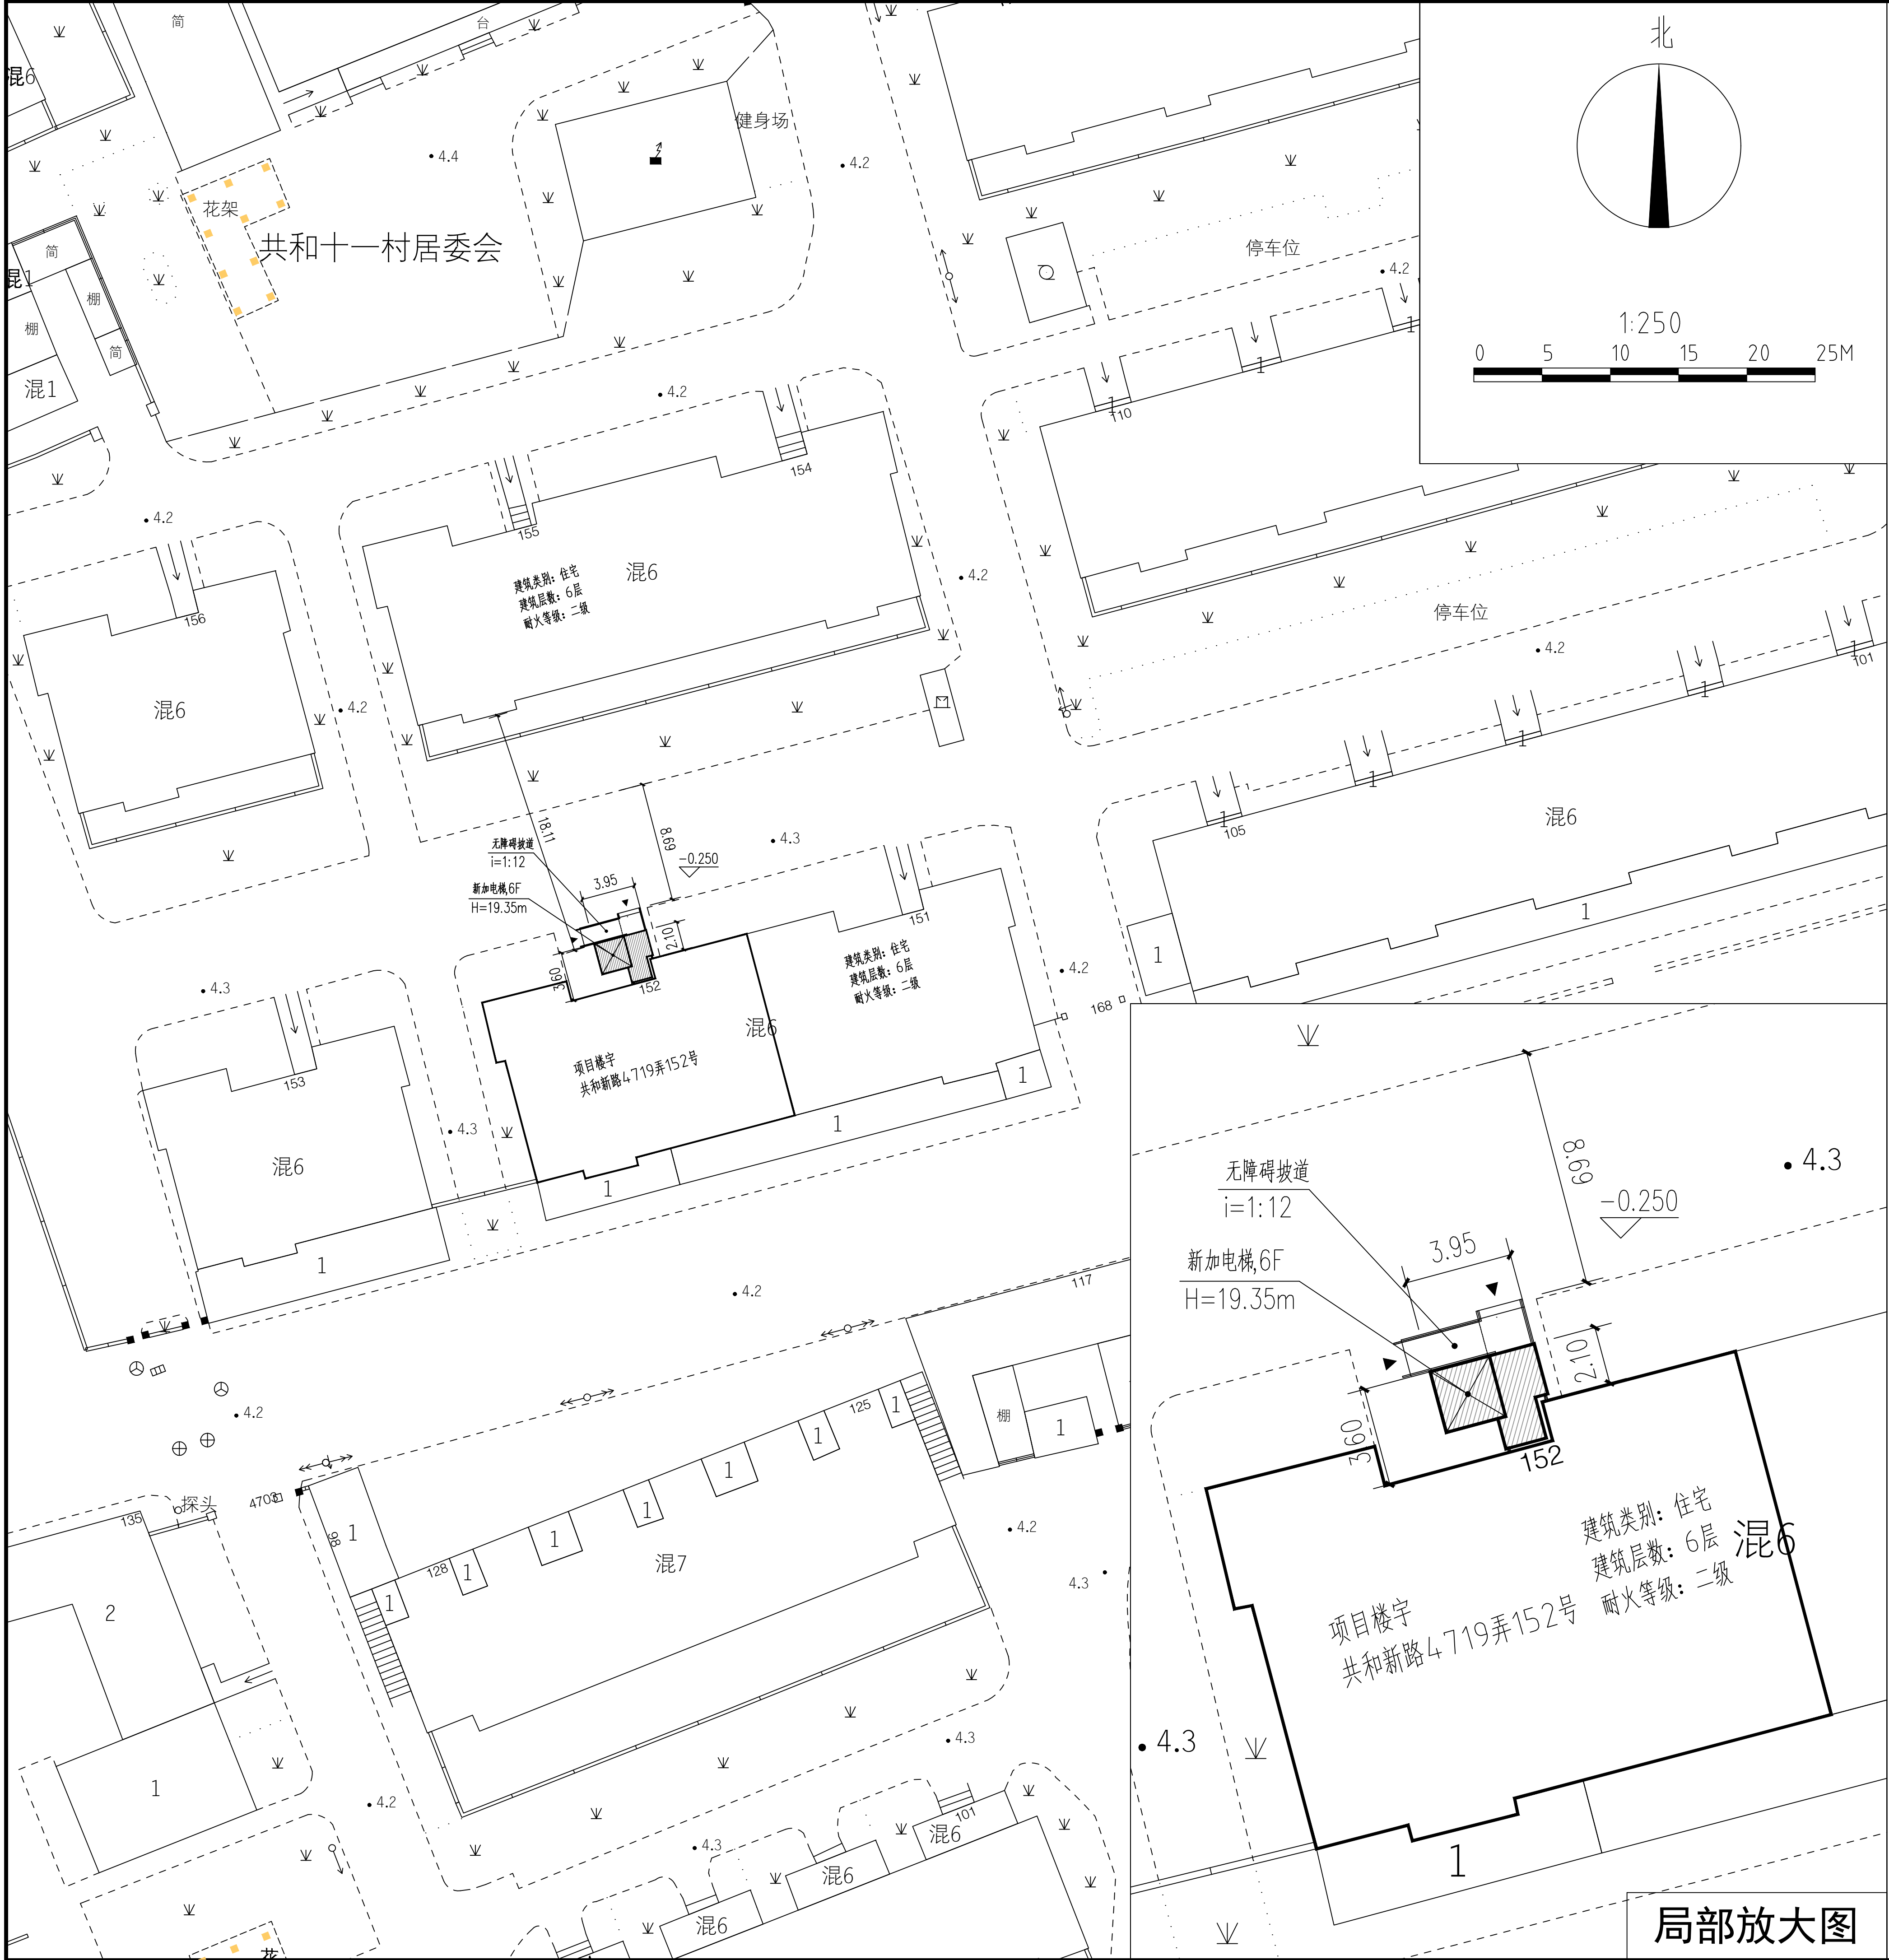 简
台
北
混6
健身场
4.4
4.2
花架
共和十一村居委会
停车位
简
混1
4.2
棚
棚
1:250
简
0 5 10 15 20 25M
混1
4.2
1
1
1
110
154
4.2
155
混6
4.2
建筑类别：住宅
建筑层数：6层
耐火等级：二级
156
停车位
4.2
1
101
混6
4.2
1
1
1
1
105
混6
18.11
8.69
4.3
无障碍坡道
i=1:12
-0.250
新加电梯,6F
H=19.35m
3.95
2.10
3.60
151
建筑类别：住宅
建筑层数：6层
耐火等级：二级
1
1
4.2
152
4.3
168
混6
项目楼宇
共和新路4719弄152号
153
1
4.3
1
混6
1
1
4.2
117
4.2
125
1
1
1
1
1
1
1
1
棚
1
探头
4703
135
98
128
混7
4.2
4.3
2
1
4.2
4.3
4.3
101
混6
混6
混6
花
8.69
4.3
无障碍坡道
i=1:12
-0.250
新加电梯,6F
H=19.35m
3.95
2.10
3.60
152
建筑类别：住宅
建筑层数：6层
耐火等级：二级
混6
项目楼宇
共和新路4719弄152号
4.3
1
局部放大图